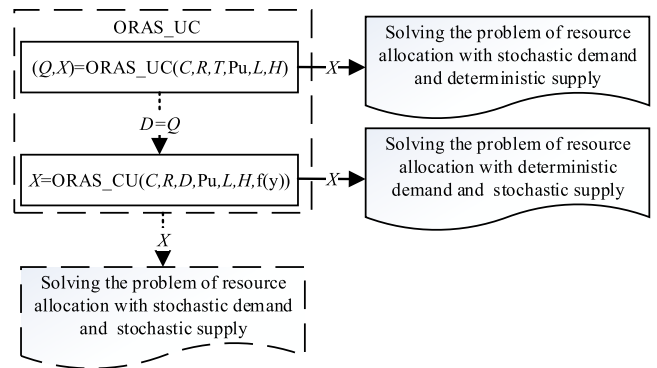 ORAS_UC
(Q,X)=ORAS_UC(C,R,T,Pu,L,H)
X
Solving the problem of resource
allocation with stochastic demand
and deterministic supply
D=Q
X=ORAS_CU(C,R,D,Pu,L,H,f(y))
X
Solving the problem of resource
allocation with deterministic
demand and stochastic supply
X
Solving the problem of resource
allocation with stochastic demand
and stochastic supply